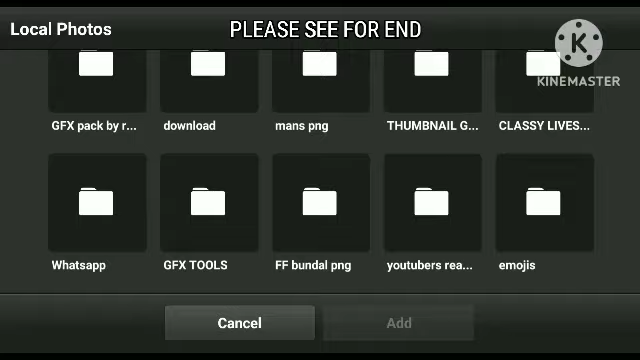 Local Photos
PLEASE SEE FOR END
K
KINEMASTER
GFX pack by r...
download
mans png
THUMBNAIL G...
CLASSY LIVES...
Whatsapp
GFX TOOLS
FF bundal png
youtubers rea...
emojis
Cancel
Add